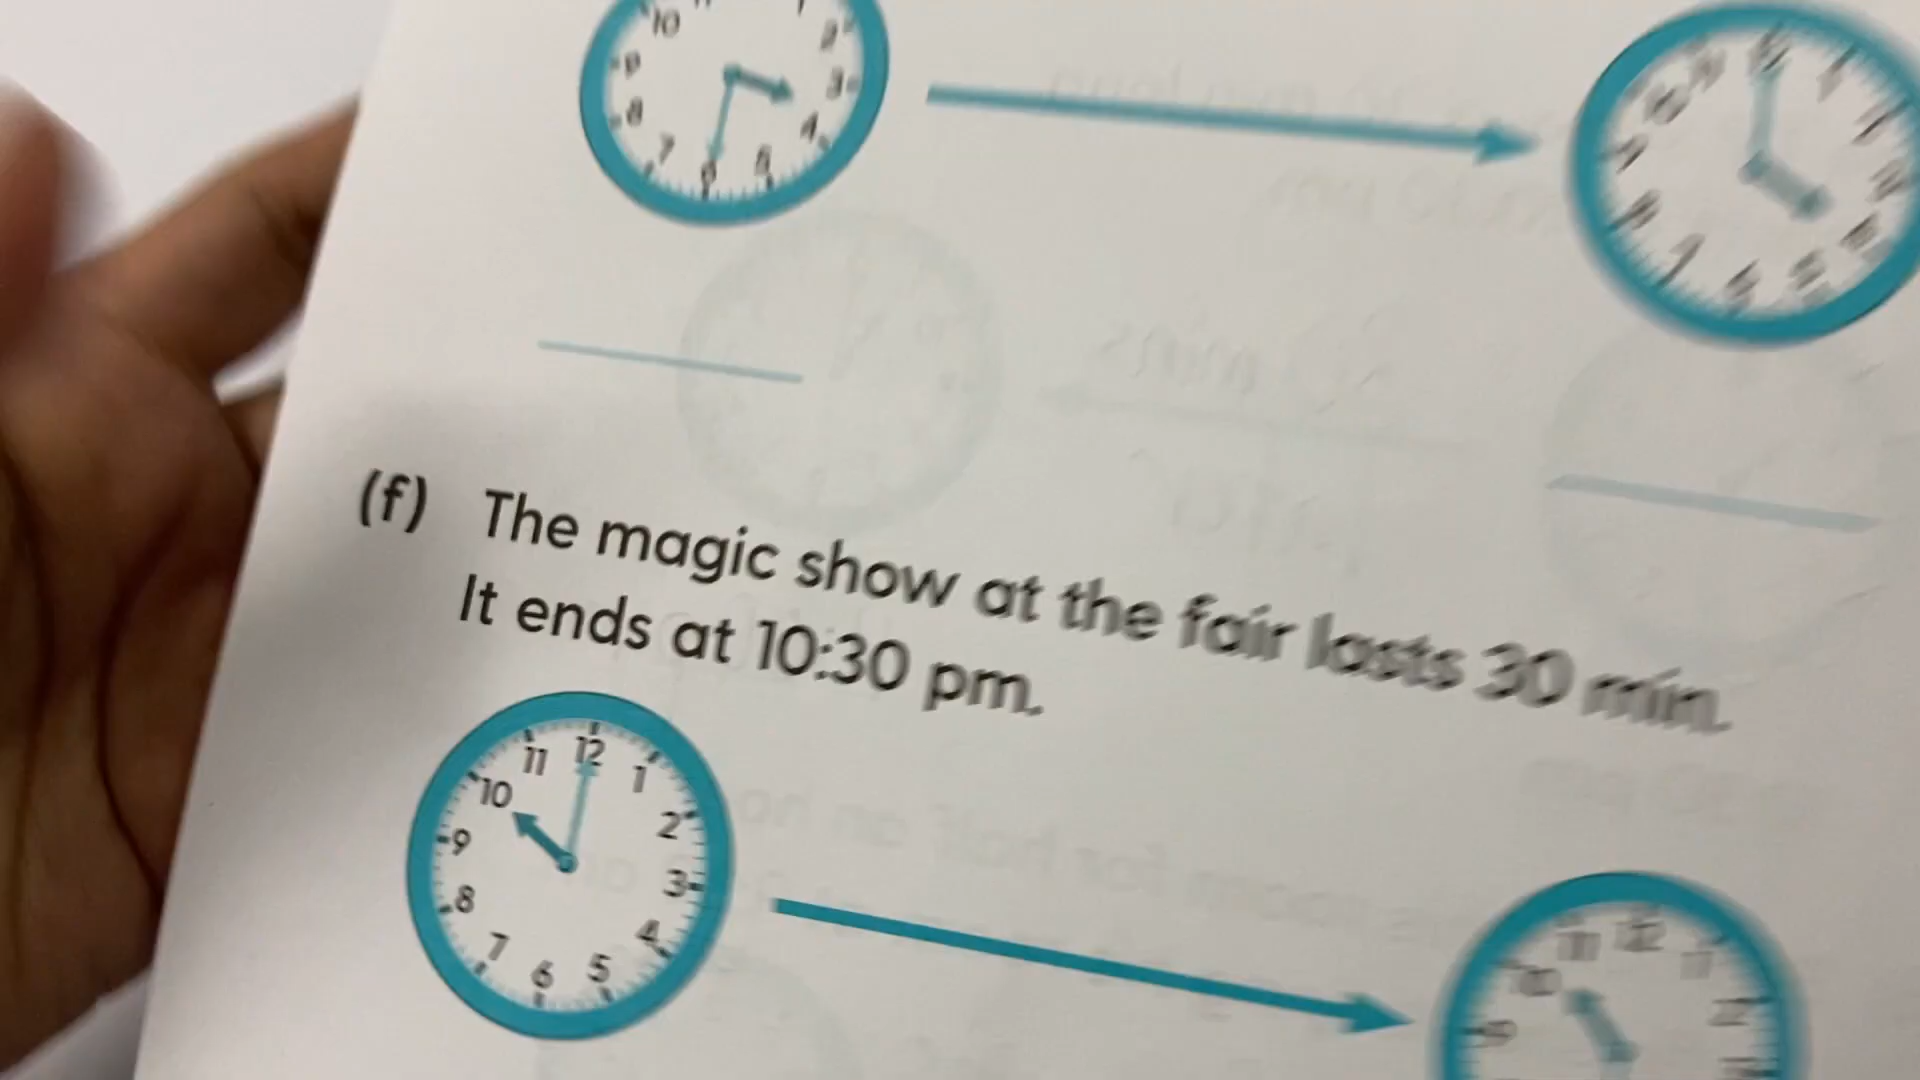 (f) The magic show at the fair lasts 30 min.
It ends at 10:30 pm.